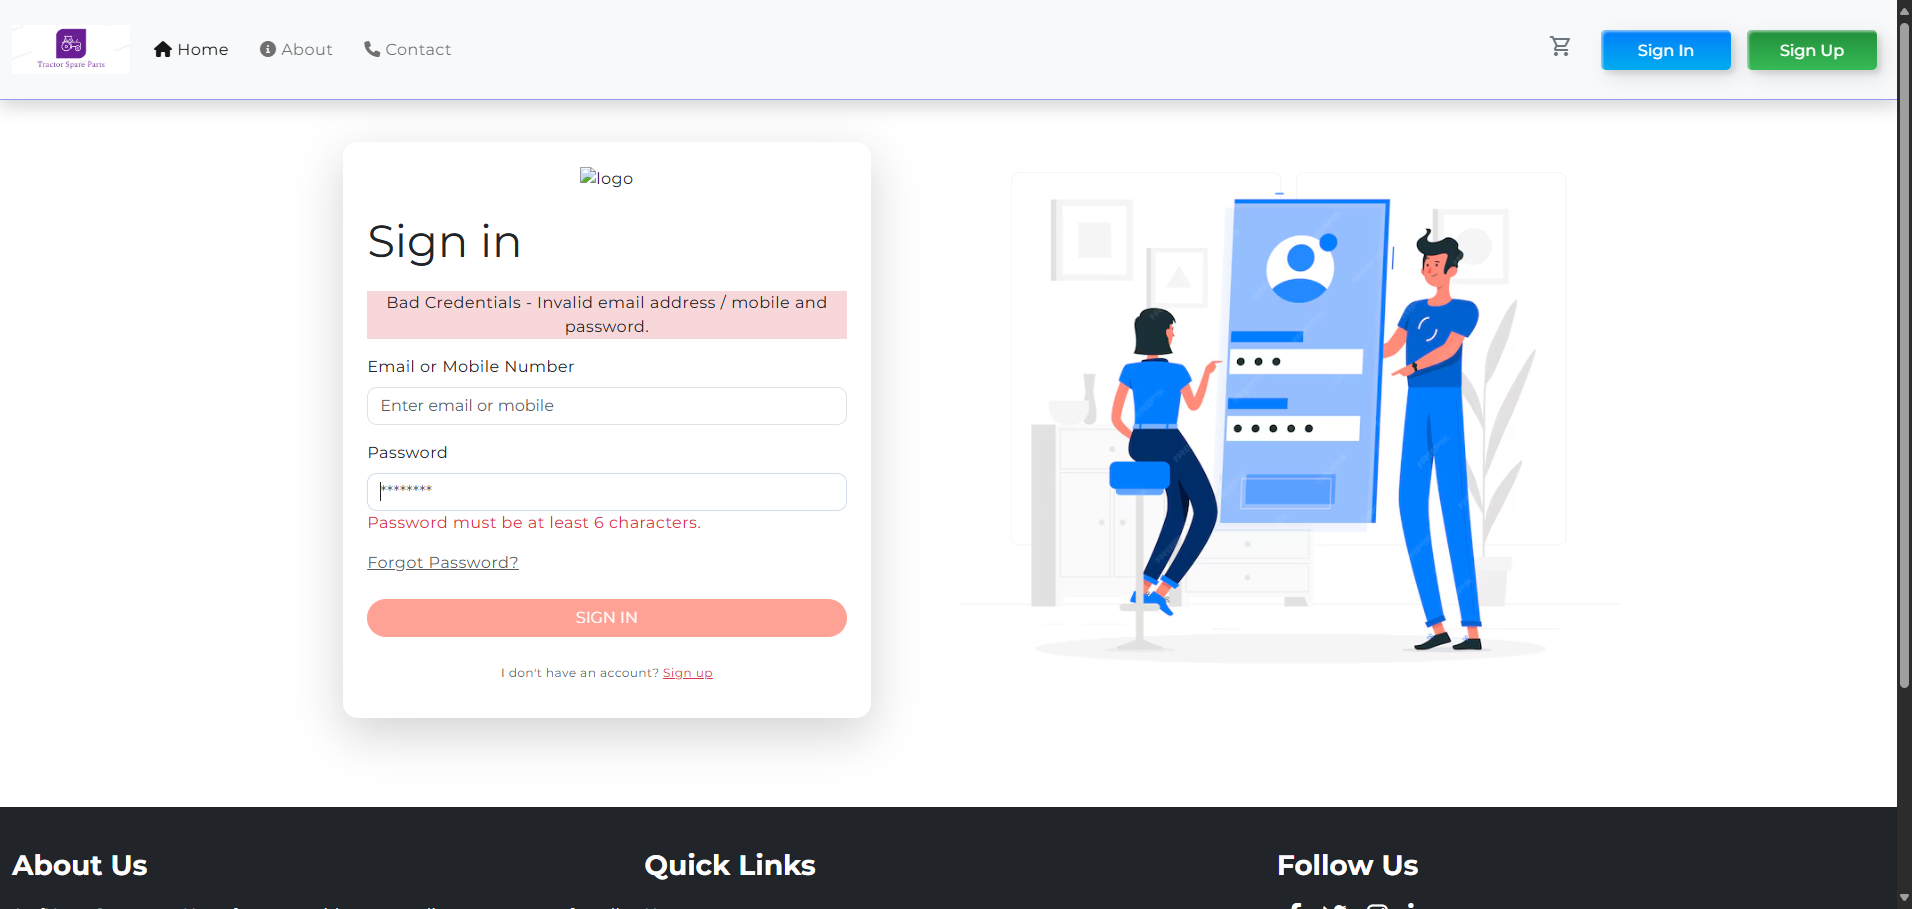 Tractor Spare Parts
Home
About
Contact
Sign In
Sign Up
logo
Sign in
Bad Credentials - Invalid email address / mobile and
password.
Email or Mobile Number
Enter email or mobile
Password
********
Password must be at least 6 characters.
Forgot Password?
SIGN IN
I don't have an account? Sign up
About Us
Quick Links
Follow Us